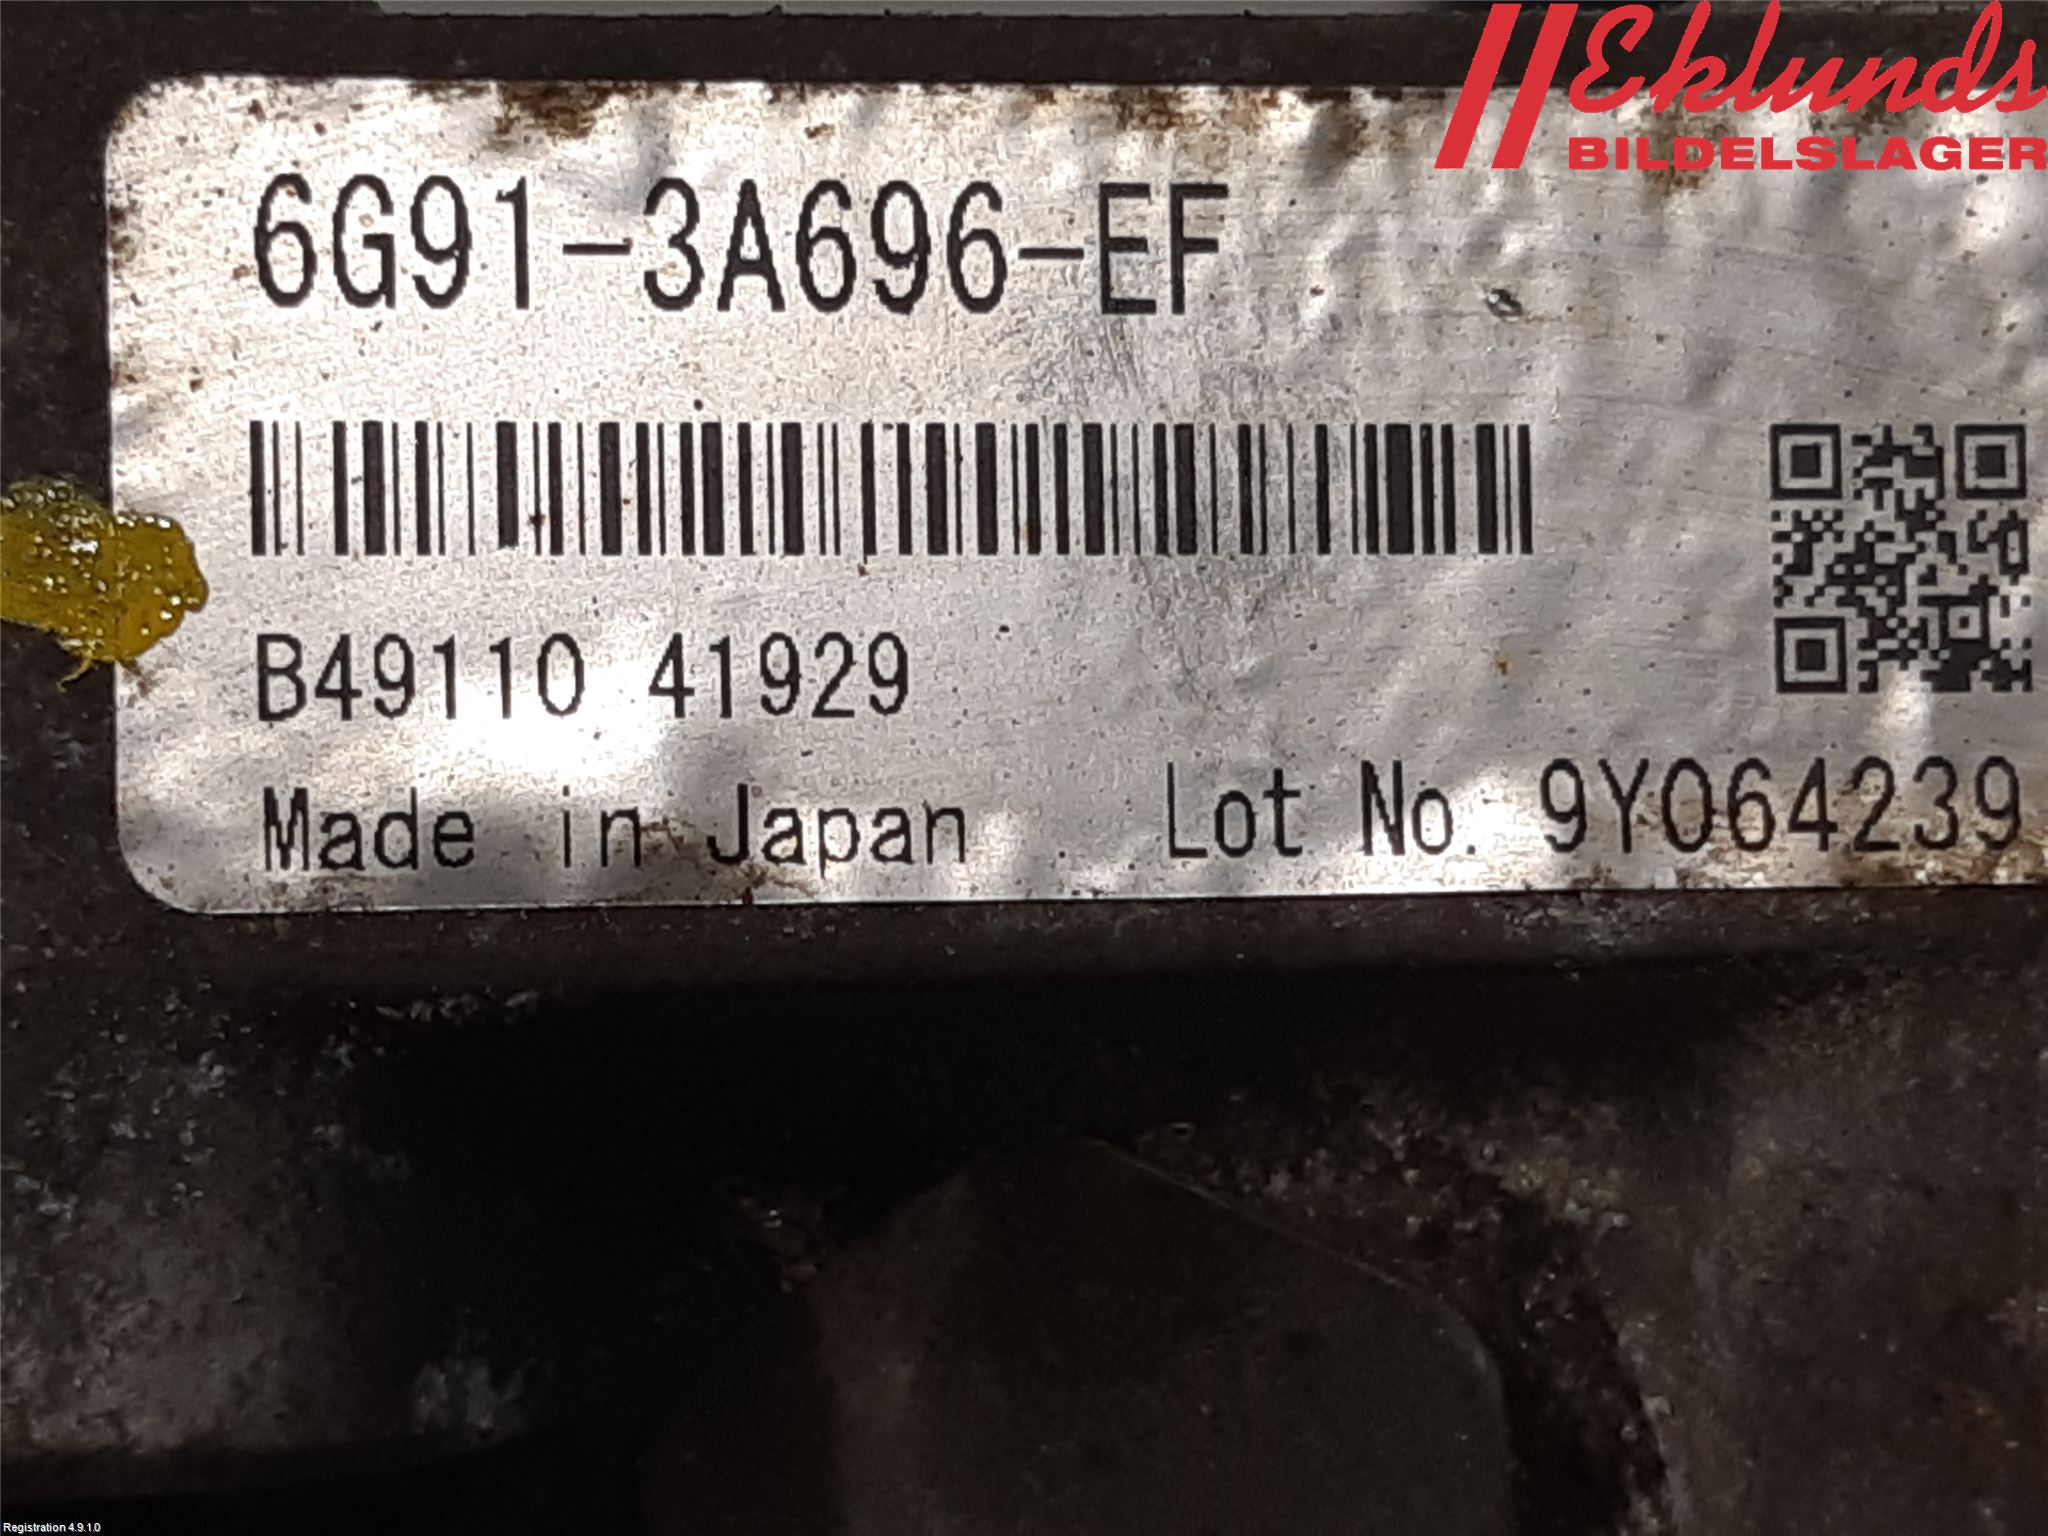 Eklunds
BILDELSLAGER
6G91-3A696-EF
B49110 41929
Made in Japan Lot No. 9Y064239
Registration 4.9.1.0